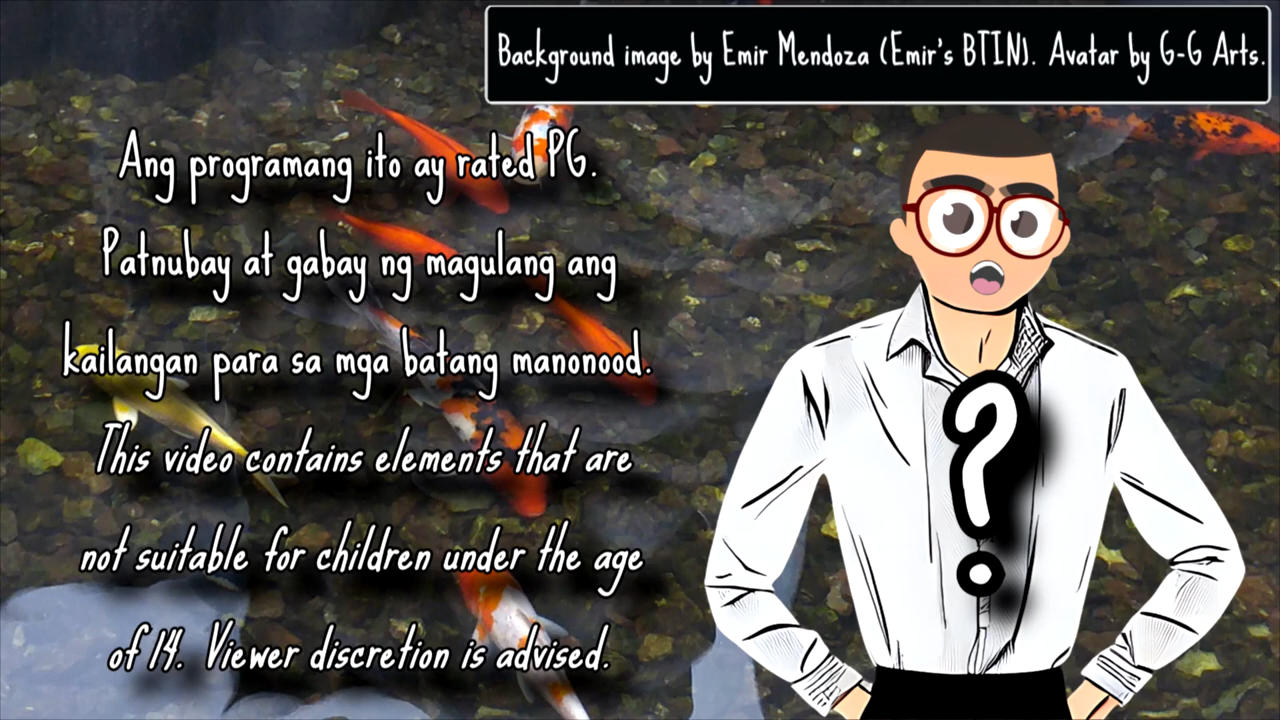 Background image by Emir Mendoza (Emir's BTIN). Avatar by G-G Arts.
Ang programang ito ay rated PG.
Patnubay at gabay ng magulang ang
kailangan para sa mga batang manonood.
This video contains elements that are
not suitable for children under the age
of 14. Viewer discretion is advised.
?